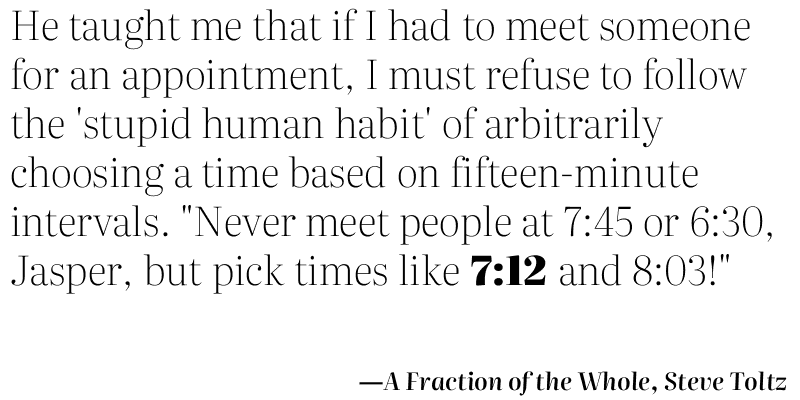 He taught me that if I had to meet someone
for an appointment, I must refuse to follow
the 'stupid human habit' of arbitrarily
choosing a time based on fifteen-minute
intervals. "Never meet people at 7:45 or 6:30,
Jasper, but pick times like 7:12 and 8:03!"
—A Fraction of the Whole, Steve Toltz